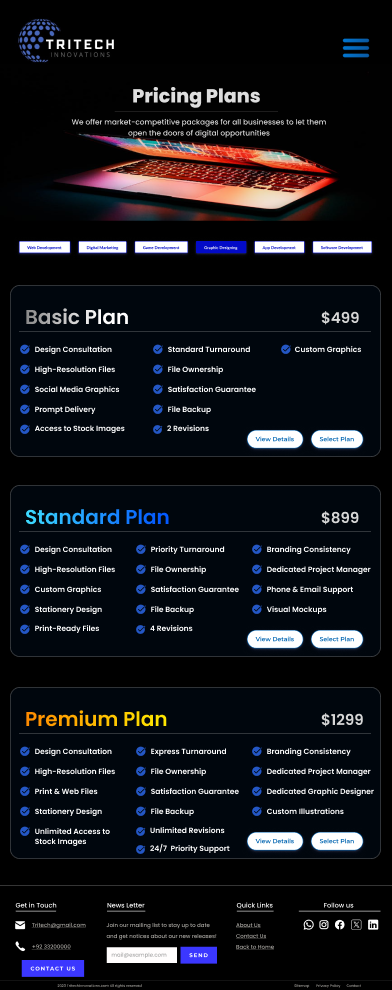 TRITECH
INNOVATIONS
Pricing Plans
We offer market-competitive packages for all businesses to let them
open the doors of digital opportunities
Web Development
Digital Marketing
Game Development
Graphic Designing
App Development
Software Development
Basic Plan
$499
Design Consultation
High-Resolution Files
Social Media Graphics
Prompt Delivery
Access to Stock Images
Standard Turnaround
File Ownership
Satisfaction Guarantee
File Backup
2 Revisions
Custom Graphics
View Details
Select Plan
Standard Plan
$899
Design Consultation
High-Resolution Files
Custom Graphics
Stationery Design
Print-Ready Files
Priority Turnaround
File Ownership
Satisfaction Guarantee
File Backup
4 Revisions
Branding Consistency
Dedicated Project Manager
Phone & Email Support
Visual Mockups
View Details
Select Plan
Premium Plan
$1299
Design Consultation
High-Resolution Files
Print & Web Files
Stationery Design
Unlimited Access to
Stock Images
Express Turnaround
File Ownership
Satisfaction Guarantee
File Backup
Unlimited Revisions
24/7 Priority Support
Branding Consistency
Dedicated Project Manager
Dedicated Graphic Designer
Custom Illustrations
View Details
Select Plan
Get in Touch
Tritech@gmail.com
+92 33200000
CONTACT US
News Letter
Join our mailing list to stay up to date
and get notices about our new releases!
mail@example.com
SEND
Quick Links
About Us
Contact Us
Back to Home
Follow us
2023 Tritechinnovations.com all rights reserved
Sitemap
Privacy Policy
Contact